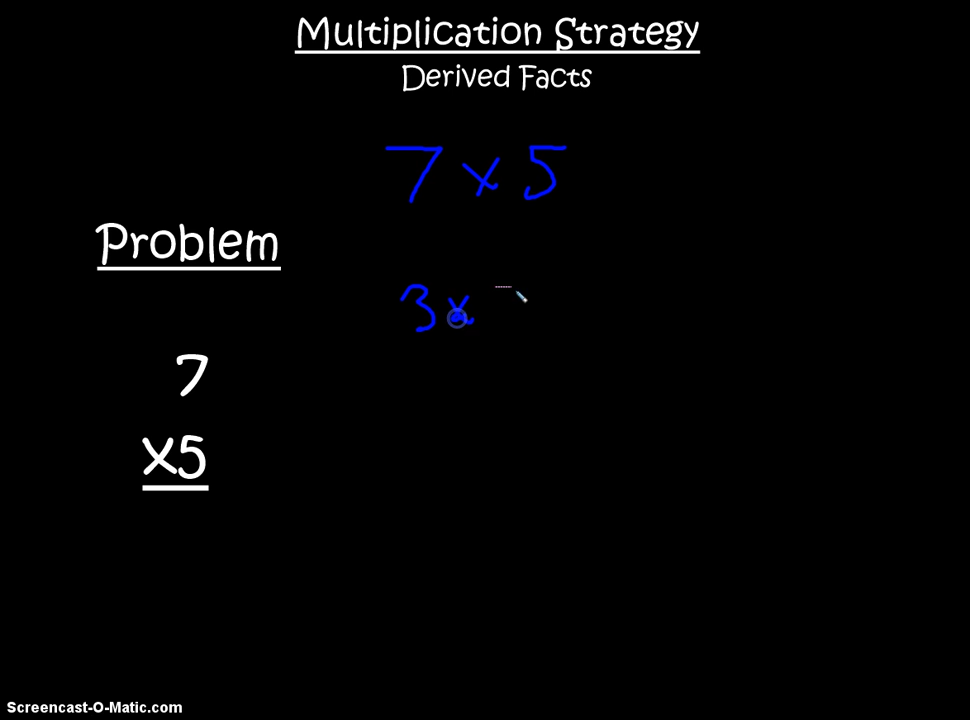 Multiplication Strategy
Derived Facts
7 x 5
Problem
3 x
7
x5
Screencast-O-Matic.com